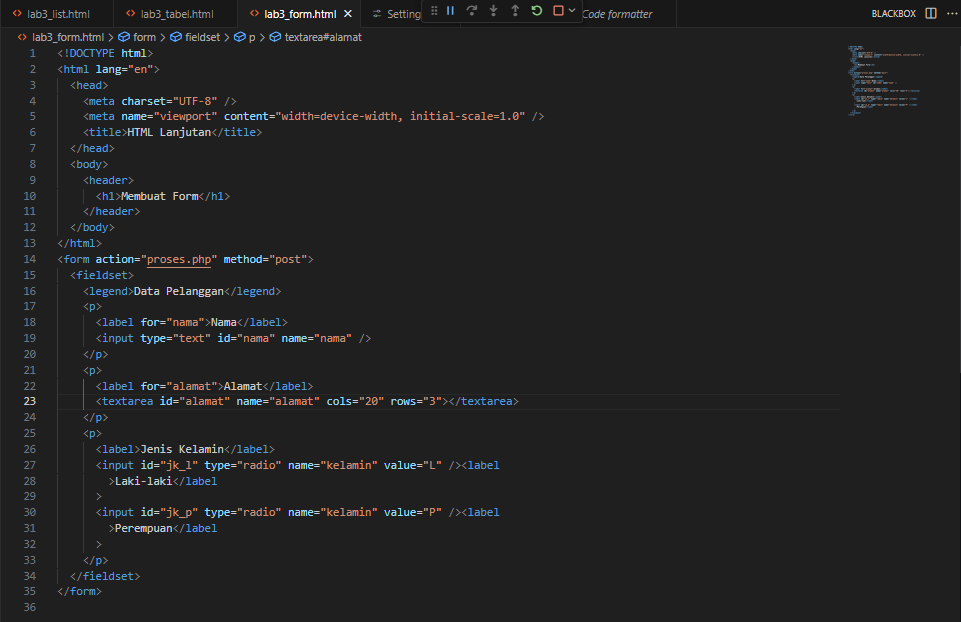 lab3_list.html lab3_tabel.html lab3_form.html Setting Code formatter BLACKBOX
lab3_form.html > form > fieldset > p > textarea#alamat
1 <!DOCTYPE html>
2 <html lang="en">
3 <head>
4 <meta charset="UTF-8" />
5 <meta name="viewport" content="width=device-width, initial-scale=1.0" />
6 <title>HTML Lanjutan</title>
7 </head>
8 <body>
9 <header>
10 <h1>Membuat Form</h1>
11 </header>
12 </body>
13 </html>
14 <form action="proses.php" method="post">
15 <fieldset>
16 <legend>Data Pelanggan</legend>
17 <p>
18 <label for="nama">Nama</label>
19 <input type="text" id="nama" name="nama" />
20 </p>
21 <p>
22 <label for="alamat">Alamat</label>
23 <textarea id="alamat" name="alamat" cols="20" rows="3"></textarea>
24 </p>
25 <p>
26 <label>Jenis Kelamin</label>
27 <input id="jk_l" type="radio" name="kelamin" value="L" /><label
28 >Laki-laki</label
29 >
30 <input id="jk_p" type="radio" name="kelamin" value="P" /><label
31 >Perempuan</label
32 >
33 </p>
34 </fieldset>
35 </form>
36